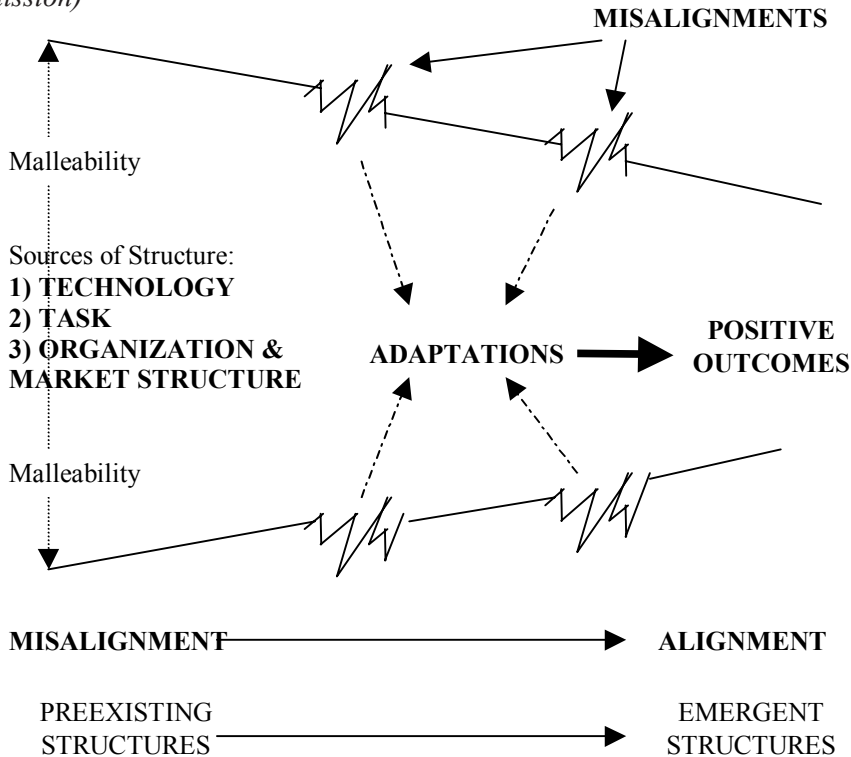 MISALIGNMENTS
Malleability
Sources of Structure:
1) TECHNOLOGY
2) TASK
3) ORGANIZATION &
MARKET STRUCTURE
ADAPTATIONS
POSITIVE
OUTCOMES
Malleability
MISALIGNMENT
ALIGNMENT
PREEXISTING
STRUCTURES
EMERGENT
STRUCTURES